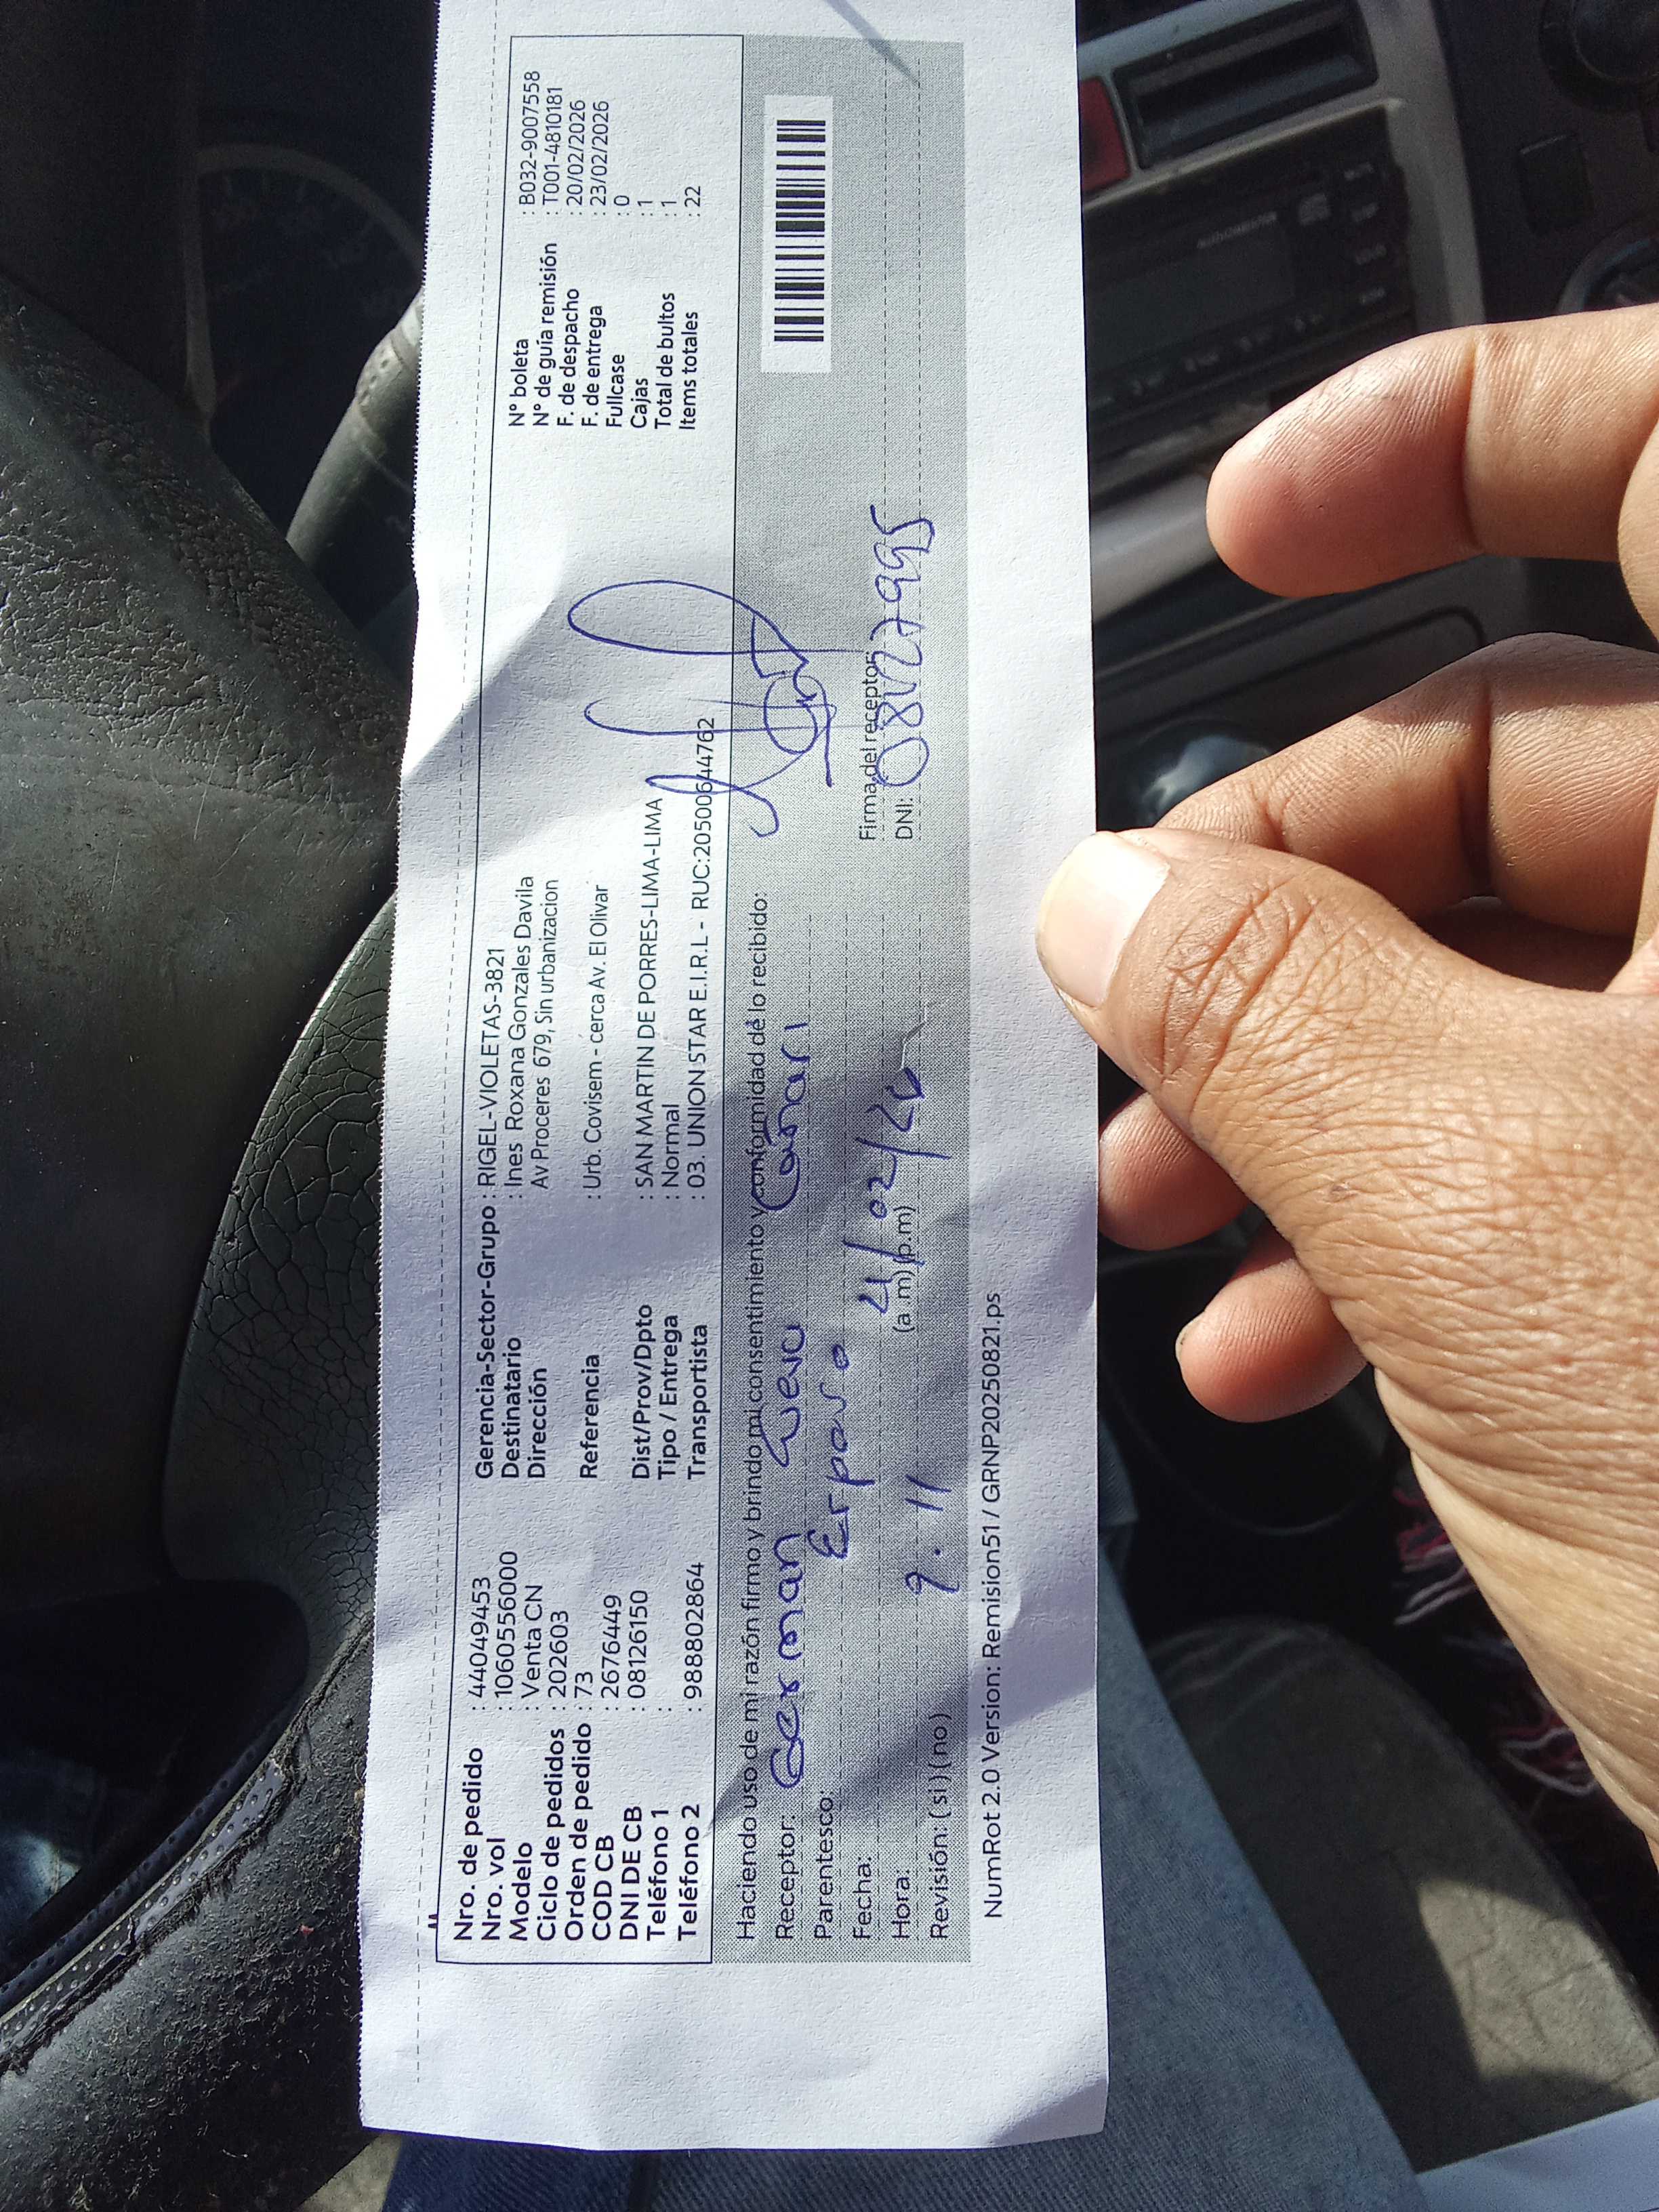 Nro. de pedido : 44049453
Nro. vol : 1060556000
Modelo : Venta CN
Ciclo de pedidos : 202603
Orden de pedido : 73
COD CB : 2676449
DNI DE CB : 08126150
Teléfono 1 :
Teléfono 2 : 988802864
Gerencia-Sector-Grupo : RIGEL-VIOLETAS-3821
Destinatario : Ines Roxana Gonzales Davila
Dirección Av Proceres 679, Sin urbanizacion
Referencia : Urb. Covisem - cerca Av. El Olivar
Dist/Prov/Dpto : SAN MARTIN DE PORRES-LIMA-LIMA
Tipo / Entrega : Normal
Transportista : 03. UNION STAR E.I.R.L - RUC:20500644762
N° boleta : B032-9007558
N° de guía remisión : T001-4810181
F. de despacho : 20/02/2026
F. de entrega : 23/02/2026
Fullcase : 0
Cajas : 1
Total de bultos : 1
Items totales : 22
Haciendo uso de mi razón firmo y brindo mi consentimiento y conformidad de lo recibido:
Receptor: German Cañari
Parentesco: Esposo
Fecha: /02/26
Hora: 9.11 (a.m)(p.m)
Revisión: (si) (no)
Firma del receptor
DNI:
NumRot 2.0 Version: Remision51 / GRNP20250821.ps
AUDIOMASTER